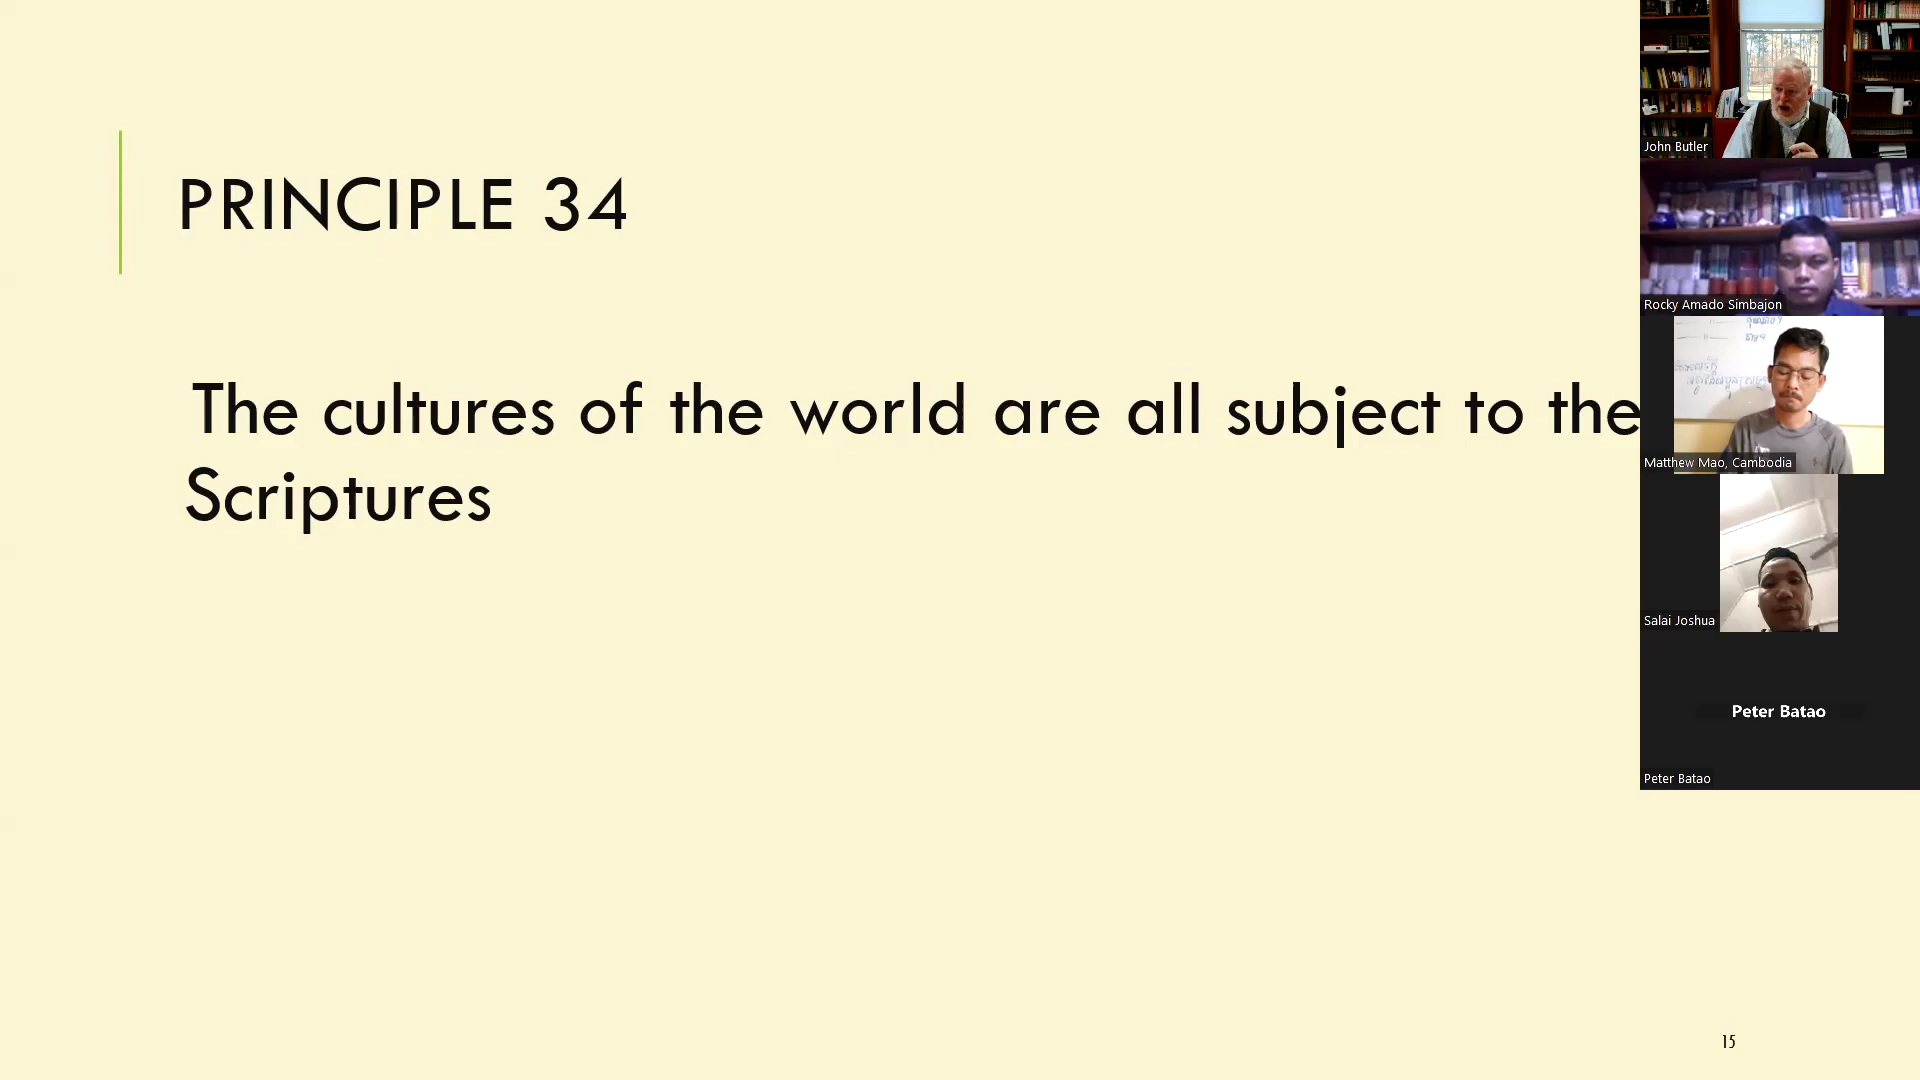 PRINCIPLE 34
The cultures of the world are all subject to the
Scriptures
15
John Butler
Rocky Amado Simbajon
Matthew Mao, Cambodia
Salai Joshua
Peter Batao
Peter Batao